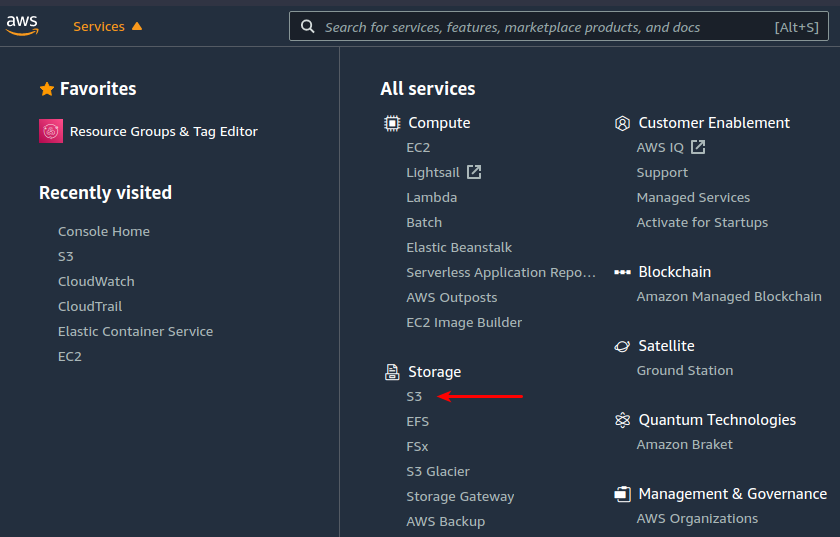 aws
Services
Search for services, features, marketplace products, and docs
[Alt+S]
Favorites
Resource Groups & Tag Editor
Recently visited
Console Home
S3
CloudWatch
CloudTrail
Elastic Container Service
EC2
All services
Compute
EC2
Lightsail
Lambda
Batch
Elastic Beanstalk
Serverless Application Repo...
AWS Outposts
EC2 Image Builder
Storage
S3
EFS
FSx
S3 Glacier
Storage Gateway
AWS Backup
Customer Enablement
AWS IQ
Support
Managed Services
Activate for Startups
Blockchain
Amazon Managed Blockchain
Satellite
Ground Station
Quantum Technologies
Amazon Braket
Management & Governance
AWS Organizations